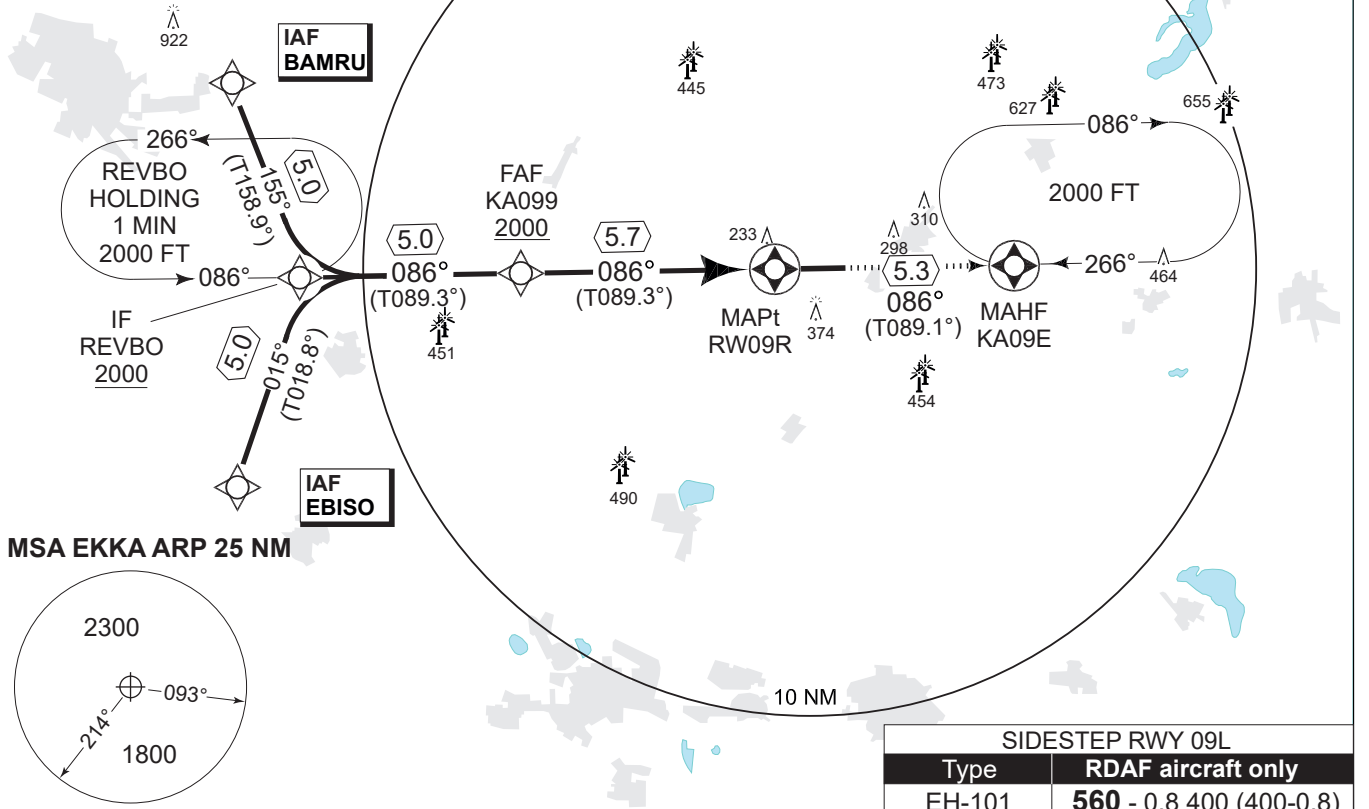 922
IAF
BAMRU
445
473
627
655
266°
086°
REVBO
HOLDING
1 MIN
2000 FT
155°
(T158.9°)
5.0
FAF
KA099
2000
2000 FT
310
298
233
5.0
086°
(T089.3°)
5.7
086°
(T089.3°)
5.3
086°
(T089.1°)
266°
464
086°
IF
REVBO
2000
5.0
015°
(T018.8°)
451
MAPt
RW09R
374
MAHF
KA09E
454
490
IAF
EBISO
MSA EKKA ARP 25 NM
2300
093°
214°
1800
10 NM
SIDESTEP RWY 09L
Type RDAF aircraft only
EH-101 560 - 0.8 400 (400-0.8)